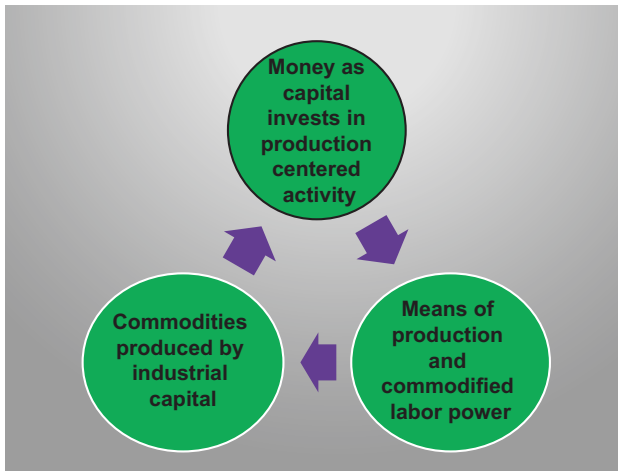 Money as
capital
invests in
production
centered
activity
Means of
production
and
commodified
labor power
Commodities
produced by
industrial
capital